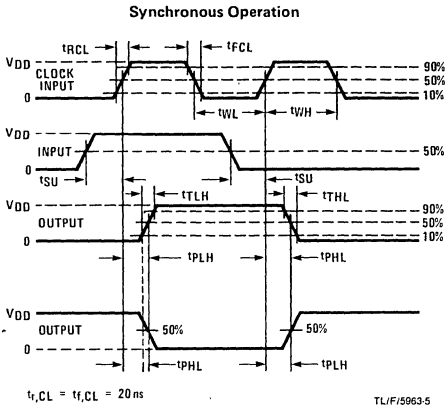 Synchronous Operation
tRCL
tFCL
VDD
CLOCK
INPUT
0
90%
50%
10%
tWL
tWH
VDD
INPUT
0
50%
tSU
tSU
tTLH
tTHL
VDD
OUTPUT
0
90%
50%
10%
tPLH
tPHL
VDD
OUTPUT
0
50%
50%
tPHL
tPLH
tr,CL = tf,CL = 20 ns
TL/F/5963-5